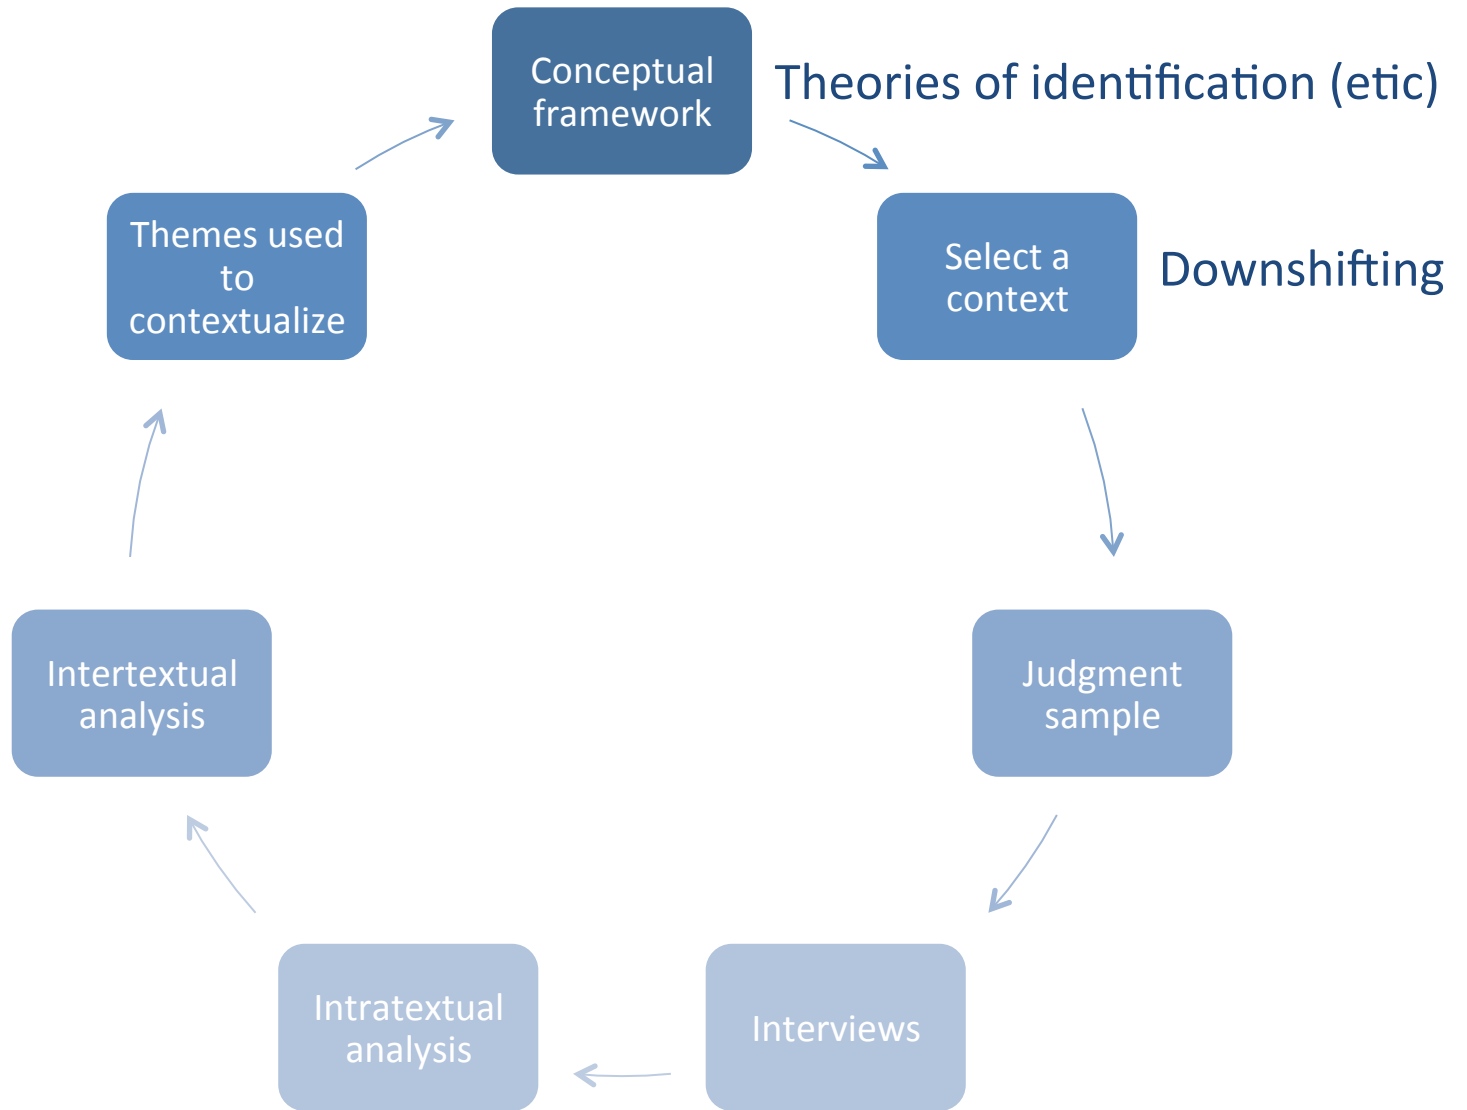 Conceptual
framework
Theories of identification (etic)
Select a
context
Downshifting
Judgment
sample
Interviews
Intratextual
analysis
Intertextual
analysis
Themes used
to
contextualize